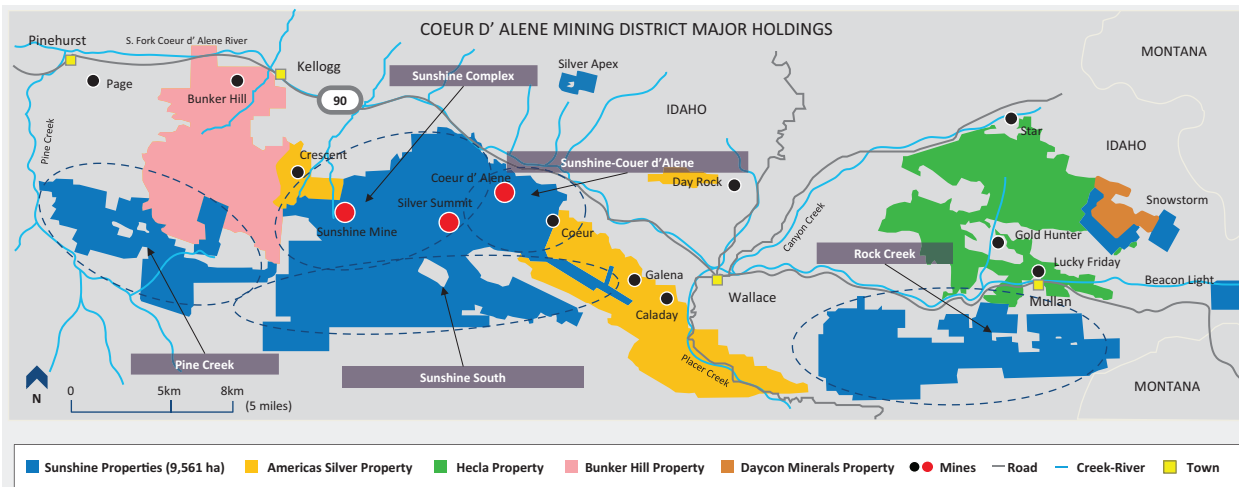 COEUR D’ ALENE MINING DISTRICT MAJOR HOLDINGS
Pinehurst
S. Fork Coeur d’ Alene River
Kellogg
Page
Bunker Hill
90
Sunshine Complex
Silver Apex
IDAHO
MONTANA
Star
IDAHO
Pine Creek
Crescent
Coeur d’ Alene
Sunshine-Couer d’Alene
Day Rock
Silver Summit
Sunshine Mine
Coeur
Canyon Creek
Snowstorm
Gold Hunter
Rock Creek
Lucky Friday
Beacon Light
Galena
Wallace
Mullan
Caladay
Placer Creek
Pine Creek
Sunshine South
MONTANA
N
0
5km
8km
(5 miles)
Sunshine Properties (9,561 ha)
Americas Silver Property
Hecla Property
Bunker Hill Property
Daycon Minerals Property
Mines
Road
Creek-River
Town